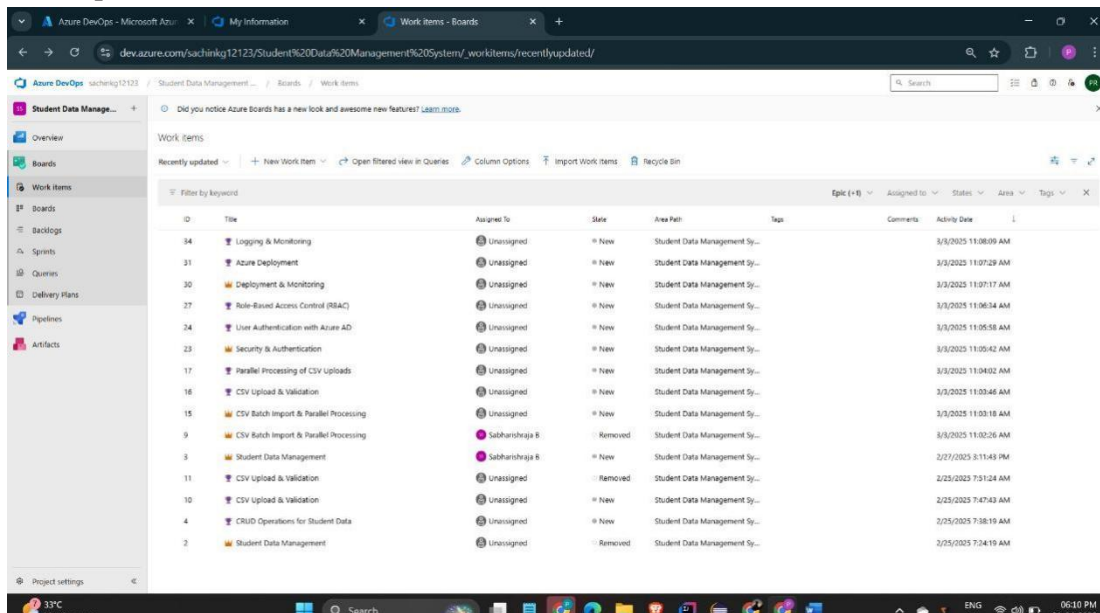 Azure DevOps - Microsoft Azur
My Information
Work items - Boards
dev.azure.com/sachinkg12123/Student%20Data%20Management%20System/_workitems/recentlyupdated/
Azure DevOps sachinkg12123 / Student Data Management ... / Boards / Work items
Search
PR
Student Data Manage...
Did you notice Azure Boards has a new look and awesome new features? Learn more.
Overview
Boards
Work items
Boards
Backlogs
Sprints
Queries
Delivery Plans
Pipelines
Artifacts
Project settings
Work items
Recently updated New Work Item Open filtered view in Queries Column Options Import Work Items Recycle Bin
Filter by keyword Epic (+1) Assigned to States Area Tags
ID Title Assigned To State Area Path Tags Comments Activity Date
34 Logging & Monitoring Unassigned New Student Data Management Sy... 3/3/2025 11:08:09 AM
31 Azure Deployment Unassigned New Student Data Management Sy... 3/3/2025 11:07:29 AM
30 Deployment & Monitoring Unassigned New Student Data Management Sy... 3/3/2025 11:07:17 AM
27 Role-Based Access Control (RBAC) Unassigned New Student Data Management Sy... 3/3/2025 11:06:34 AM
24 User Authentication with Azure AD Unassigned New Student Data Management Sy... 3/3/2025 11:05:58 AM
23 Security & Authentication Unassigned New Student Data Management Sy... 3/3/2025 11:05:42 AM
17 Parallel Processing of CSV Uploads Unassigned New Student Data Management Sy... 3/3/2025 11:04:02 AM
16 CSV Upload & Validation Unassigned New Student Data Management Sy... 3/3/2025 11:03:46 AM
15 CSV Batch Import & Parallel Processing Unassigned New Student Data Management Sy... 3/3/2025 11:03:18 AM
9 CSV Batch Import & Parallel Processing Sabharishraja B Removed Student Data Management Sy... 3/3/2025 11:02:26 AM
3 Student Data Management Sabharishraja B New Student Data Management Sy... 2/27/2025 3:11:43 PM
11 CSV Upload & Validation Unassigned Removed Student Data Management Sy... 2/25/2025 7:51:24 AM
10 CSV Upload & Validation Unassigned New Student Data Management Sy... 2/25/2025 7:47:43 AM
4 CRUD Operations for Student Data Unassigned New Student Data Management Sy... 2/25/2025 7:38:19 AM
2 Student Data Management Unassigned Removed Student Data Management Sy... 2/25/2025 7:24:19 AM
33°C
Search
ENG
06:10 PM